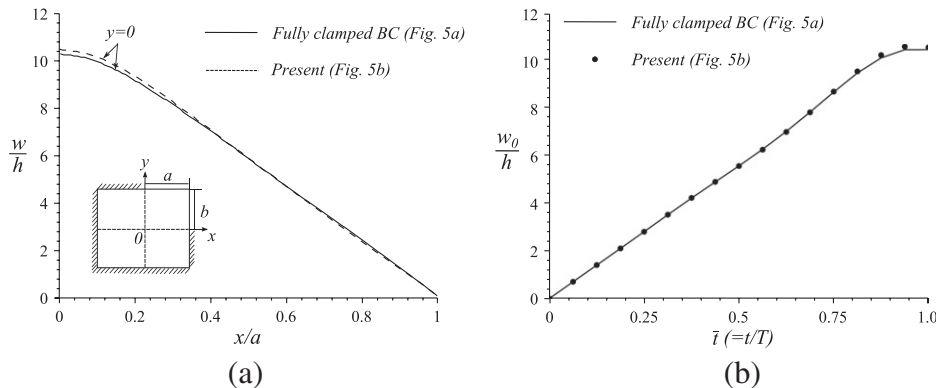 12
10
8
6
4
2
0
w
h
y=0
Fully clamped BC (Fig. 5a)
Present (Fig. 5b)
y
a
b
0
x
0
0.2
0.4
0.6
0.8
1
x/a
(a)
12
10
8
6
4
2
0
w0
h
Fully clamped BC (Fig. 5a)
Present (Fig. 5b)
0
0.25
0.5
0.75
1.0
t̄ (=t/T)
(b)